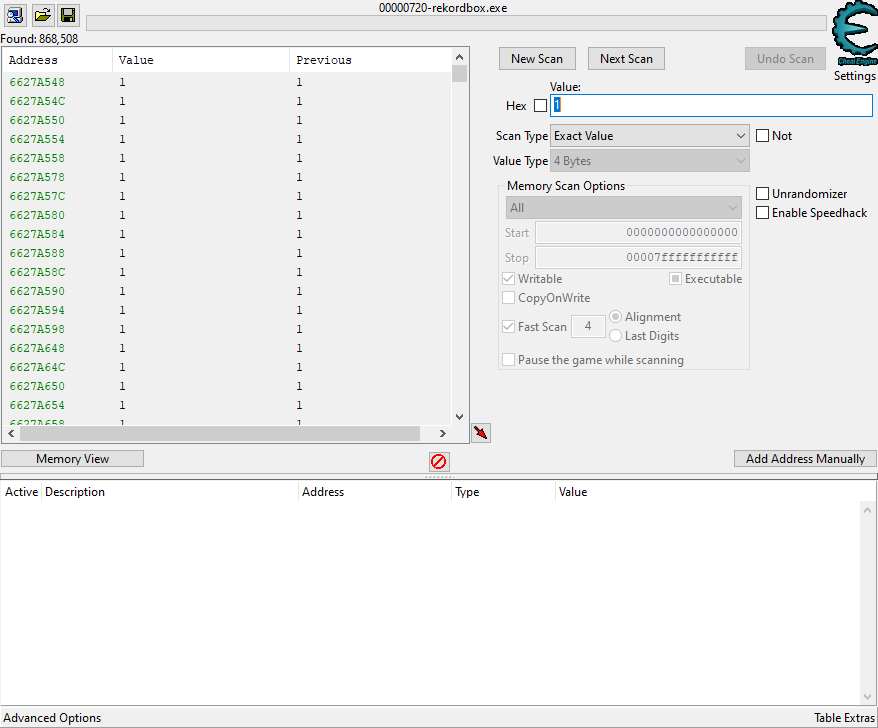 00000720-rekordbox.exe
Found: 868,508
Address Value Previous
6627A548 1 1
6627A54C 1 1
6627A550 1 1
6627A554 1 1
6627A558 1 1
6627A578 1 1
6627A57C 1 1
6627A580 1 1
6627A584 1 1
6627A588 1 1
6627A58C 1 1
6627A590 1 1
6627A594 1 1
6627A598 1 1
6627A648 1 1
6627A64C 1 1
6627A650 1 1
6627A654 1 1
6627A658 1 1
New Scan Next Scan Undo Scan
Cheat Engine
Settings
Value:
Hex 1
Scan Type Exact Value Not
Value Type 4 Bytes
Memory Scan Options
All
Unrandomizer
Enable Speedhack
Start 0000000000000000
Stop 00007fffffffffff
Writable Executable
CopyOnWrite
Fast Scan 4 Alignment
Last Digits
Pause the game while scanning
Memory View Add Address Manually
Active Description Address Type Value
Advanced Options Table Extras